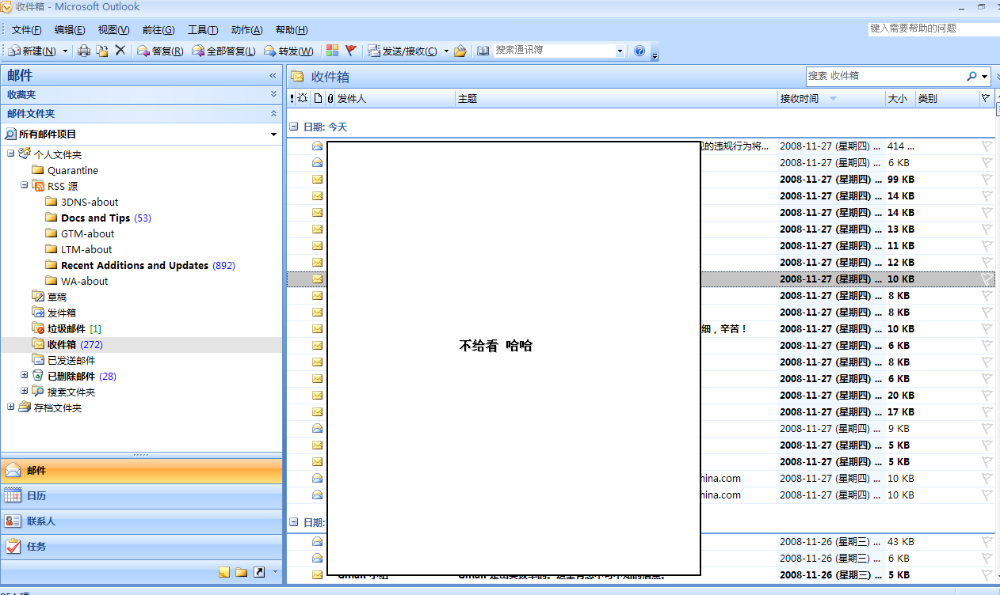 收件箱 - Microsoft Outlook
文件(F) 编辑(E) 视图(V) 前往(G) 工具(T) 动作(A) 帮助(H)
键入需要帮助的问题
新建(N) 答复(R) 全部答复(L) 转发(W) 发送/接收(C) 搜索通讯簿
邮件
收藏夹
邮件文件夹
所有邮件项目
个人文件夹
Quarantine
RSS 源
3DNS-about
Docs and Tips (53)
GTM-about
LTM-about
Recent Additions and Updates (892)
WA-about
草稿
发件箱
垃圾邮件 [1]
收件箱 (272)
已发送邮件
已删除邮件 (28)
搜索文件夹
存档文件夹
邮件
日历
联系人
任务
收件箱
搜索 收件箱
发件人 主题 接收时间 大小 类别
日期: 今天
的违规行为将... 2008-11-27 (星期四) ... 414 ...
2008-11-27 (星期四) ... 6 KB
2008-11-27 (星期四) ... 99 KB
2008-11-27 (星期四) ... 14 KB
2008-11-27 (星期四) ... 14 KB
2008-11-27 (星期四) ... 13 KB
2008-11-27 (星期四) ... 11 KB
2008-11-27 (星期四) ... 12 KB
2008-11-27 (星期四) ... 10 KB
2008-11-27 (星期四) ... 8 KB
2008-11-27 (星期四) ... 8 KB
细，辛苦！ 2008-11-27 (星期四) ... 10 KB
不给看 哈哈
2008-11-27 (星期四) ... 6 KB
2008-11-27 (星期四) ... 8 KB
2008-11-27 (星期四) ... 6 KB
2008-11-27 (星期四) ... 20 KB
2008-11-27 (星期四) ... 17 KB
2008-11-27 (星期四) ... 9 KB
2008-11-27 (星期四) ... 5 KB
2008-11-27 (星期四) ... 5 KB
hina.com 2008-11-27 (星期四) ... 10 KB
hina.com 2008-11-27 (星期四) ... 10 KB
日期:
2008-11-26 (星期三) ... 43 KB
2008-11-26 (星期三) ... 6 KB
2008-11-26 (星期三) ... 5 KB